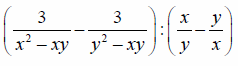 (3/(x² − xy) − 3/(y² − xy)) : (x/y − y/x)